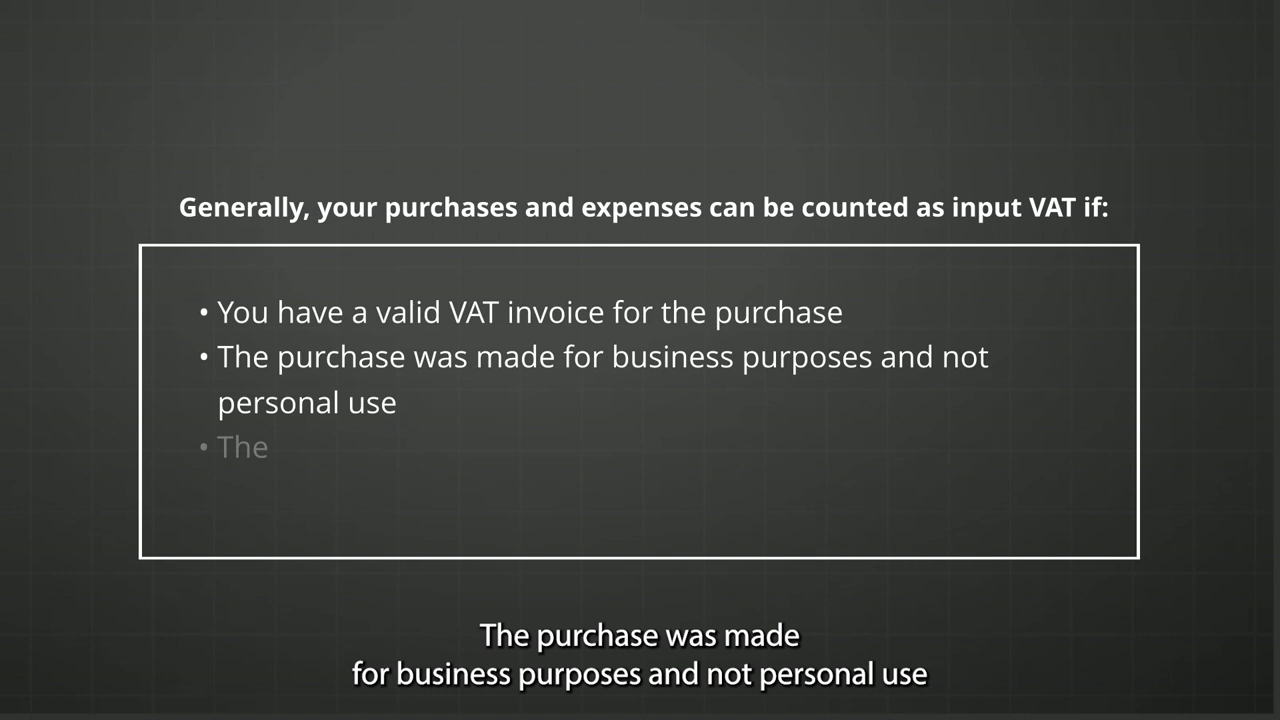 Generally, your purchases and expenses can be counted as input VAT if:
• You have a valid VAT invoice for the purchase
• The purchase was made for business purposes and not
personal use
• The
The purchase was made
for business purposes and not personal use